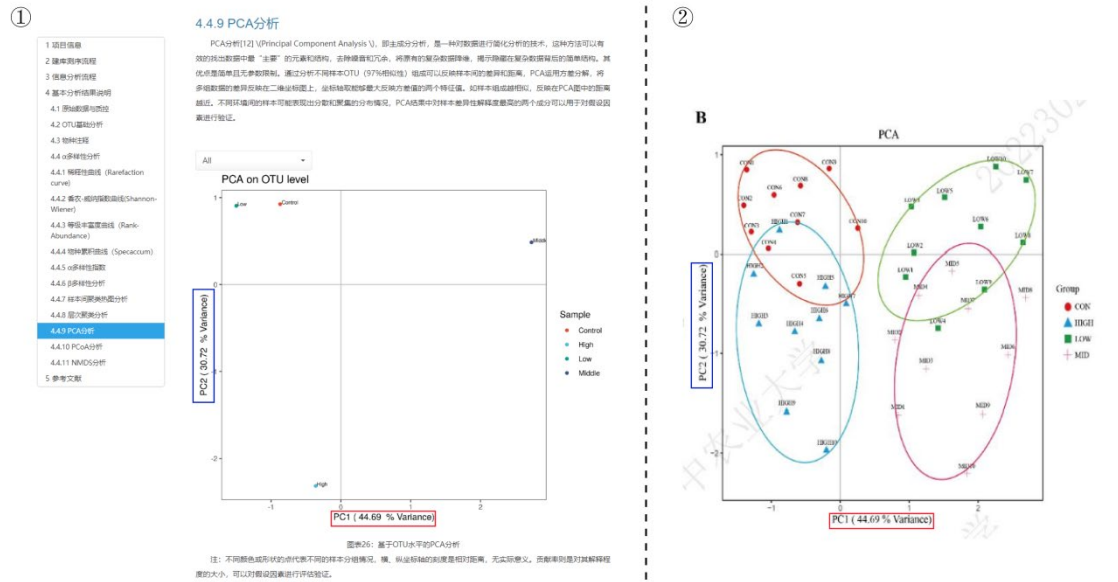 ①
1 项目信息
2 建库测序流程
3 信息分析流程
4 基本分析结果说明
4.1 原始数据与质控
4.2 OTU基础分析
4.3 物种注释
4.4 α多样性分析
4.4.1 稀释性曲线（Rarefaction
curve)
4.4.2 香农-威纳指数曲线(Shannon-
Wiener)
4.4.3 等级丰富度曲线（Rank-
Abundance)
4.4.4 物种累积曲线（Specaccum)
4.4.5 α多样性指数
4.4.6 β多样性分析
4.4.7 样本间聚类热图分析
4.4.8 层次聚类分析
4.4.9 PCA分析
4.4.10 PCoA分析
4.4.11 NMDS分析
5 参考文献
4.4.9 PCA分析
PCA分析[12] \(Principal Component Analysis \)，即主成分分析，是一种对数据进行简化分析的技术，这种方法可以有
效的找出数据中最“主要”的元素和结构，去除噪音和冗余，将原有的复杂数据降维，揭示隐藏在复杂数据背后的简单结构。其
优点是简单且无参数限制。通过分析不同样本OTU（97%相似性）组成可以反映样本间的差异和距离，PCA运用方差分解，将
多组数据的差异反映在二维坐标图上，坐标轴取能够最大反映方差值的两个特征值。如样本组成越相似，反映在PCA图中的距离
越近。不同环境间的样本可能表现出分散和聚集的分布情况，PCA结果中对样本差异性解释度最高的两个成分可以用于对假设因
素进行验证。
All
PCA on OTU level
1
0
-1
-2
PC2 ( 30.72 % Variance)
Low
Control
Middle
High
Sample
Control
High
Low
Middle
-1
0
1
2
PC1 ( 44.69 % Variance)
图表26：基于OTU水平的PCA分析
注：不同颜色或形状的点代表不同的样本分组情况，横、纵坐标轴的刻度是相对距离，无实际意义。贡献率则是对其解释程
度的大小，可以对假设因素进行评估验证。
②
B
PCA
1
0
-1
-2
PC2 ( 30.72 % Variance)
CON9
CON8
CON6
CON2
CON7
CON3
CON10
CON4
CON5
HIGH2
HIGH5
HIGH7
HIGH6
HIGH3
HIGH4
HIGH8
HIGH9
HIGH10
LOW10
LOW7
LOW5
LOW3
LOW6
LOW8
LOW2
LOW1
LOW9
LOW4
MID5
MID4
MID7
MID8
MID2
MID3
MID6
MID1
MID9
MID10
Group
CON
HIGH
LOW
MID
-1
0
1
2
PC1 ( 44.69 % Variance)
中农业大学
学